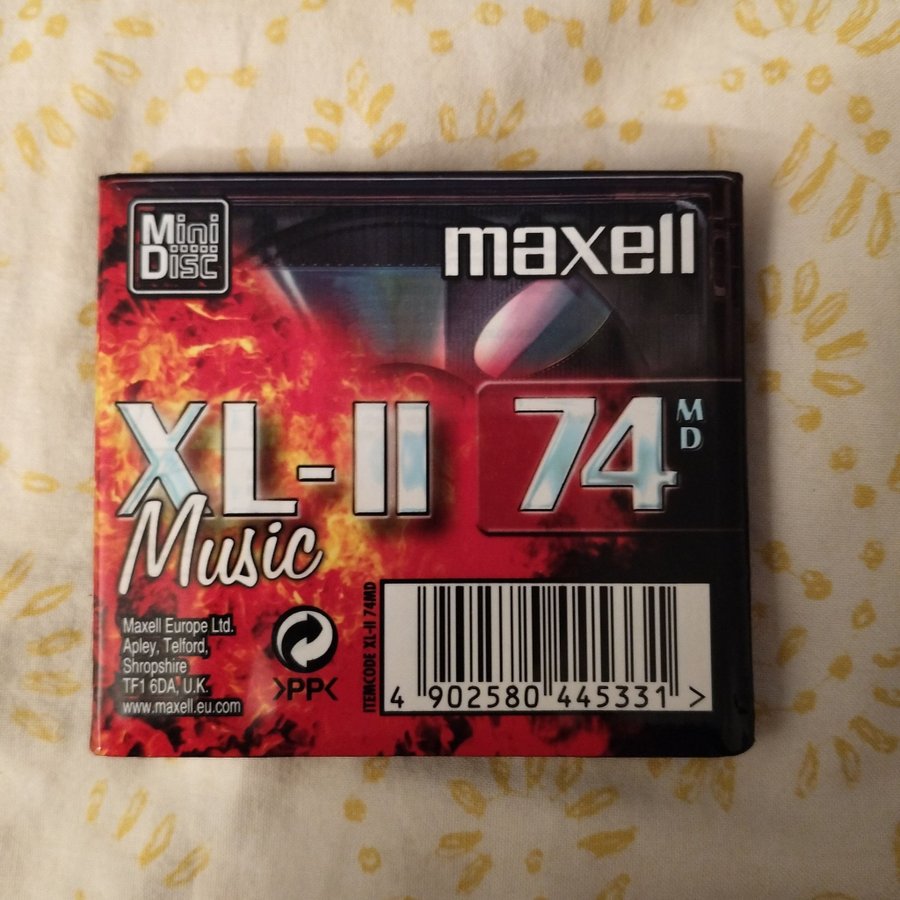 Mini
Disc
maxell
XL-II
74
MD
Music
Maxell Europe Ltd.
Apley, Telford,
Shropshire
TF1 6DA, U.K.
www.maxell.eu.com
>PP<
ITEMCODE XL-II 74MD
4 902580 445331 >